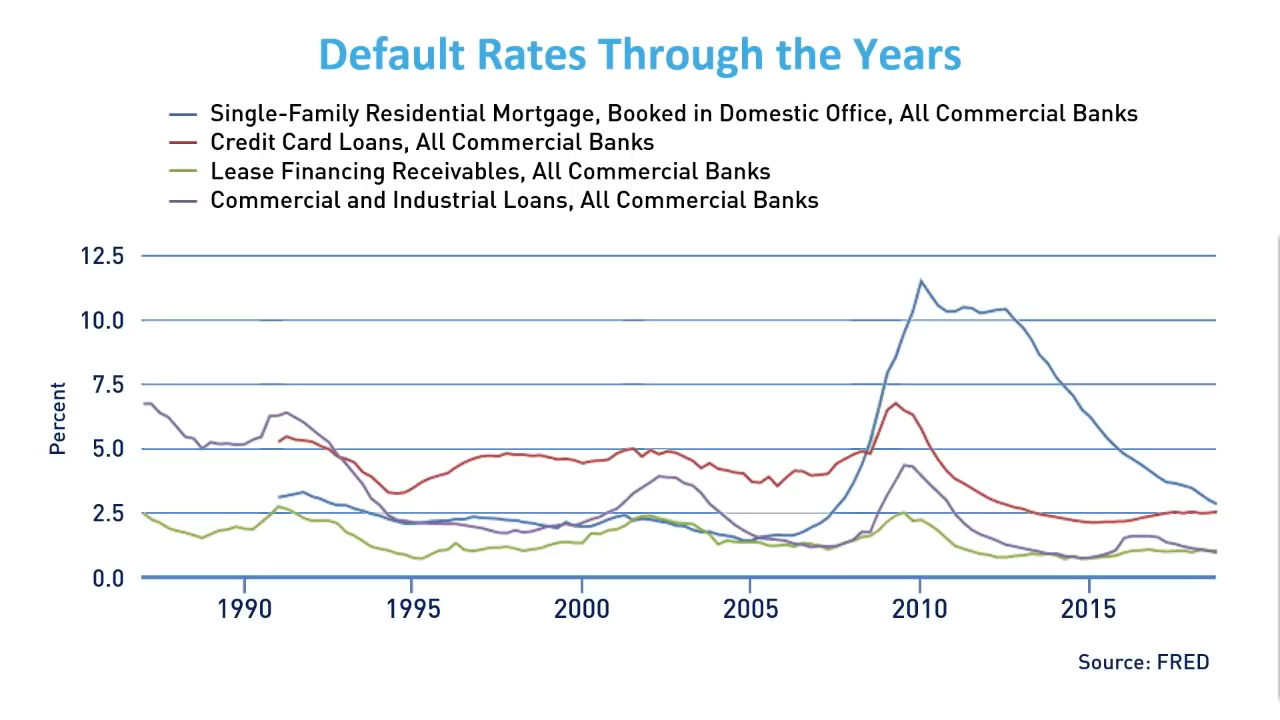 Default Rates Through the Years
Single-Family Residential Mortgage, Booked in Domestic Office, All Commercial Banks
Credit Card Loans, All Commercial Banks
Lease Financing Receivables, All Commercial Banks
Commercial and Industrial Loans, All Commercial Banks
Percent
12.5
10.0
7.5
5.0
2.5
0.0
1990 1995 2000 2005 2010 2015
Source: FRED